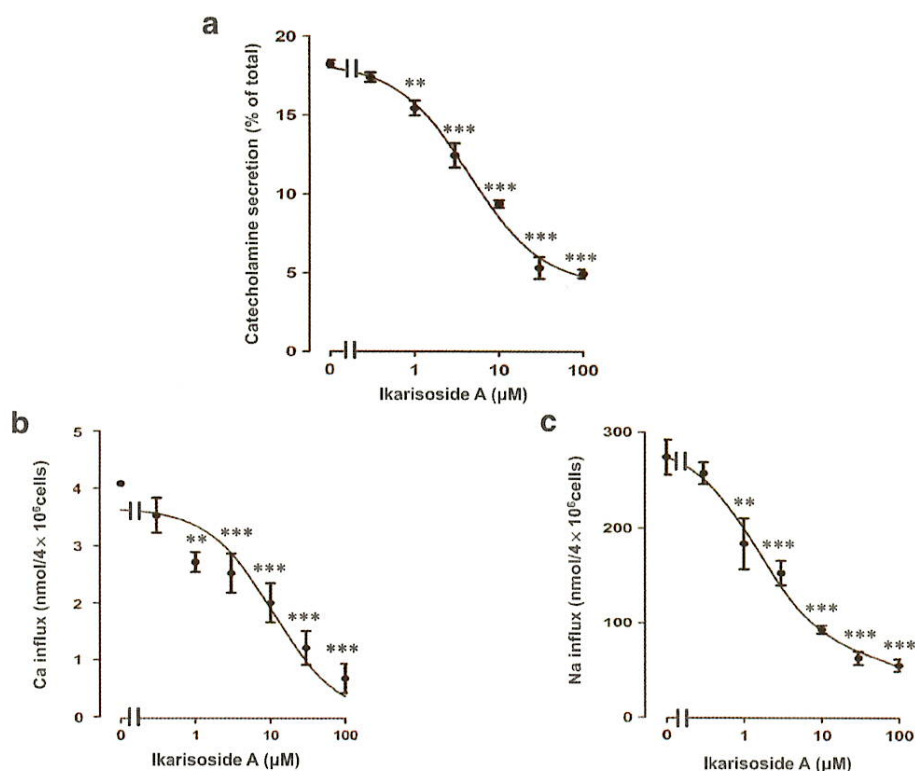 a
Catecholamine secretion (% of total)
20
15
10
5
0
**
***
***
***
***
0 1 10 100
Ikarisoside A (µM)
b
Ca influx (nmol/4 × 10⁶cells)
5
4
3
2
1
0
**
***
***
***
***
0 1 10 100
Ikarisoside A (µM)
c
Na influx (nmol/4 × 10⁶cells)
300
200
100
0
**
***
***
***
***
0 1 10 100
Ikarisoside A (µM)